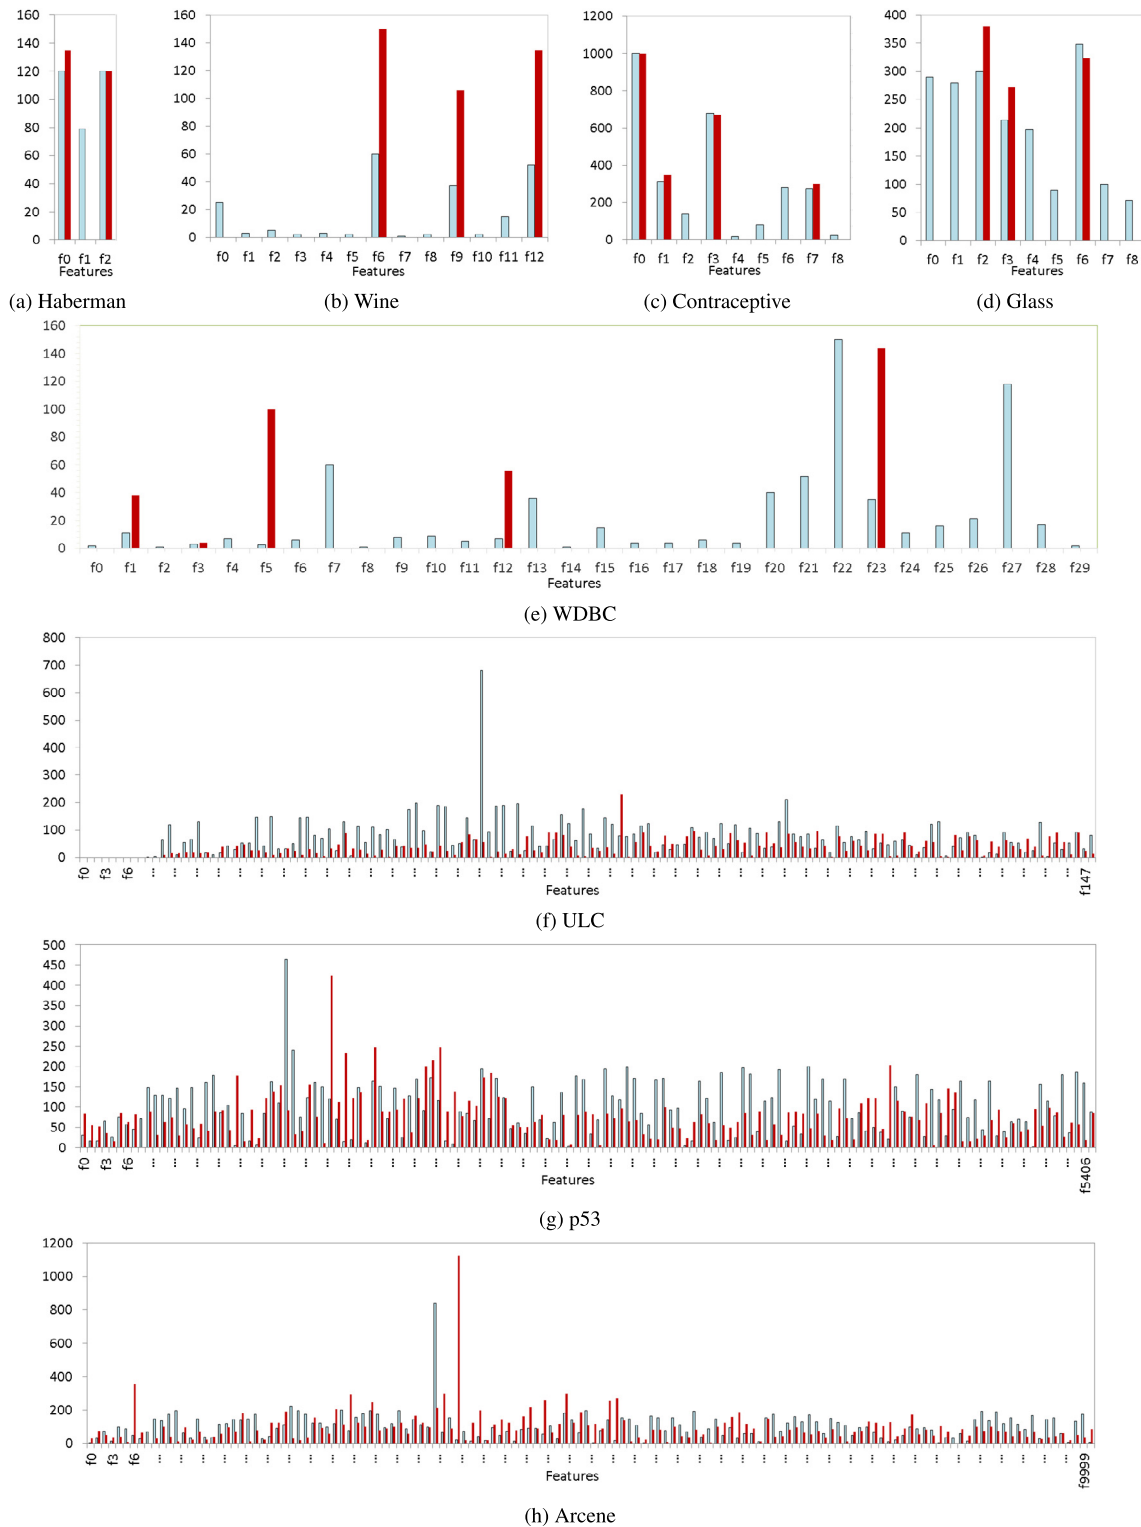 160
140
120
100
80
60
40
20
0
f0 f1 f2
Features
(a) Haberman
160
140
120
100
80
60
40
20
0
f0 f1 f2 f3 f4 f5 f6 f7 f8 f9 f10 f11 f12
Features
(b) Wine
1200
1000
800
600
400
200
0
f0 f1 f2 f3 f4 f5 f6 f7 f8
Features
(c) Contraceptive
400
350
300
250
200
150
100
50
0
f0 f1 f2 f3 f4 f5 f6 f7 f8
Features
(d) Glass
160
140
120
100
80
60
40
20
0
f0 f1 f2 f3 f4 f5 f6 f7 f8 f9 f10 f11 f12 f13 f14 f15 f16 f17 f18 f19 f20 f21 f22 f23 f24 f25 f26 f27 f28 f29
Features
(e) WDBC
800
700
600
500
400
300
200
100
0
f0 f3 f6 ... ... ... ... ... ... ... ... ... ... ... ... ... ... ... ... ... ... ... ... ... ... ... ... ... ... ... ... ... ... ... ... ... ... ... ... ... ... ... ... ... ... ... f147
Features
(f) ULC
500
450
400
350
300
250
200
150
100
50
0
f0 f3 f6 ... ... ... ... ... ... ... ... ... ... ... ... ... ... ... ... ... ... ... ... ... ... ... ... ... ... ... ... ... ... ... ... ... ... ... ... ... ... ... ... ... ... ... f5406
Features
(g) p53
1200
1000
800
600
400
200
0
f0 f3 f6 ... ... ... ... ... ... ... ... ... ... ... ... ... ... ... ... ... ... ... ... ... ... ... ... ... ... ... ... ... ... ... ... ... ... ... ... ... ... ... ... ... ... ... f9999
Features
(h) Arcene